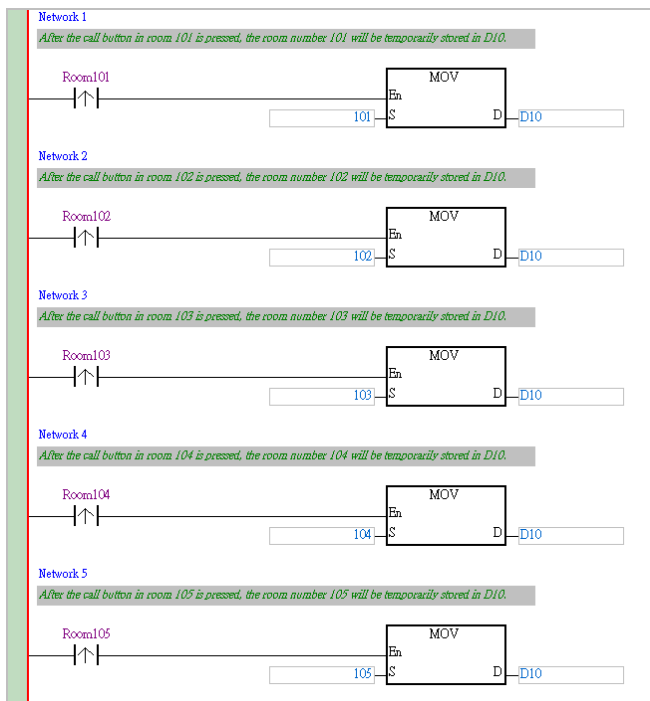 Network 1
After the call button in room 101 is pressed, the room number 101 will be temporarily stored in D10.
Room101
MOV
En
101 S D D10
Network 2
After the call button in room 102 is pressed, the room number 102 will be temporarily stored in D10.
Room102
MOV
En
102 S D D10
Network 3
After the call button in room 103 is pressed, the room number 103 will be temporarily stored in D10.
Room103
MOV
En
103 S D D10
Network 4
After the call button in room 104 is pressed, the room number 104 will be temporarily stored in D10.
Room104
MOV
En
104 S D D10
Network 5
After the call button in room 105 is pressed, the room number 105 will be temporarily stored in D10.
Room105
MOV
En
105 S D D10